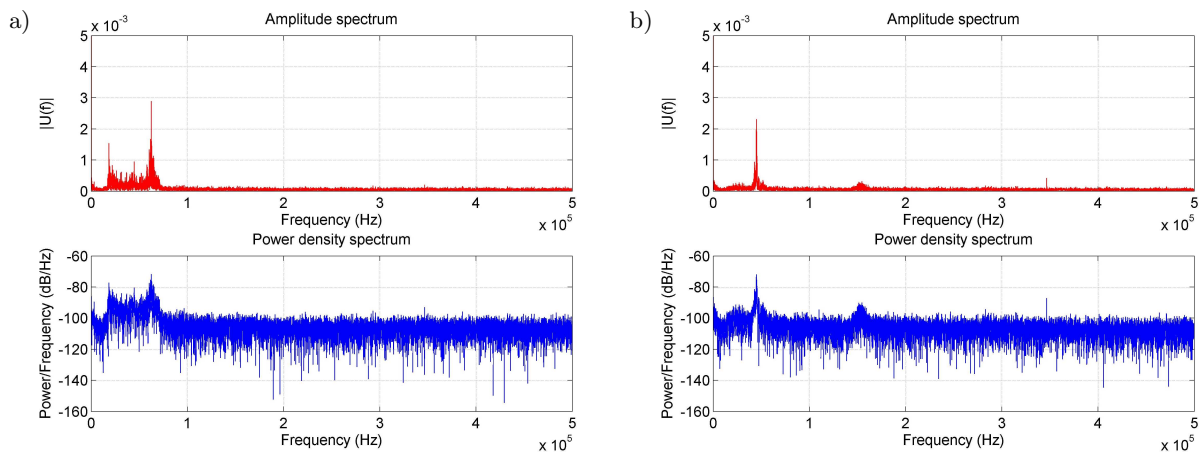 a)
Amplitude spectrum
x 10^-3
5
4
3
2
1
0
|U(f)|
0 1 2 3 4 5
Frequency (Hz)
x 10^5
Power density spectrum
-60
-80
-100
-120
-140
-160
Power/Frequency (dB/Hz)
0 1 2 3 4 5
Frequency (Hz)
x 10^5
b)
Amplitude spectrum
x 10^-3
5
4
3
2
1
0
|U(f)|
0 1 2 3 4 5
Frequency (Hz)
x 10^5
Power density spectrum
-60
-80
-100
-120
-140
-160
Power/Frequency (dB/Hz)
0 1 2 3 4 5
Frequency (Hz)
x 10^5